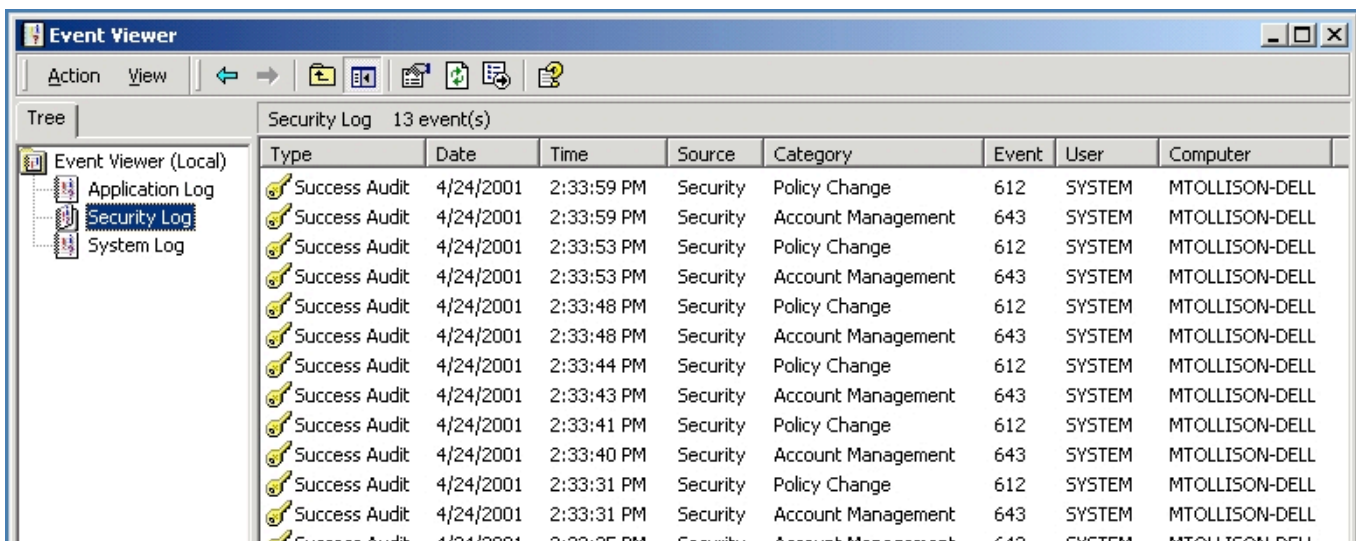 Event Viewer
Action View
Tree
Security Log 13 event(s)
Event Viewer (Local)
Application Log
Security Log
System Log
Type Date Time Source Category Event User Computer
Success Audit 4/24/2001 2:33:59 PM Security Policy Change 612 SYSTEM MTOLLISON-DELL
Success Audit 4/24/2001 2:33:59 PM Security Account Management 643 SYSTEM MTOLLISON-DELL
Success Audit 4/24/2001 2:33:53 PM Security Policy Change 612 SYSTEM MTOLLISON-DELL
Success Audit 4/24/2001 2:33:53 PM Security Account Management 643 SYSTEM MTOLLISON-DELL
Success Audit 4/24/2001 2:33:48 PM Security Policy Change 612 SYSTEM MTOLLISON-DELL
Success Audit 4/24/2001 2:33:48 PM Security Account Management 643 SYSTEM MTOLLISON-DELL
Success Audit 4/24/2001 2:33:44 PM Security Policy Change 612 SYSTEM MTOLLISON-DELL
Success Audit 4/24/2001 2:33:43 PM Security Account Management 643 SYSTEM MTOLLISON-DELL
Success Audit 4/24/2001 2:33:41 PM Security Policy Change 612 SYSTEM MTOLLISON-DELL
Success Audit 4/24/2001 2:33:40 PM Security Account Management 643 SYSTEM MTOLLISON-DELL
Success Audit 4/24/2001 2:33:31 PM Security Policy Change 612 SYSTEM MTOLLISON-DELL
Success Audit 4/24/2001 2:33:31 PM Security Account Management 643 SYSTEM MTOLLISON-DELL